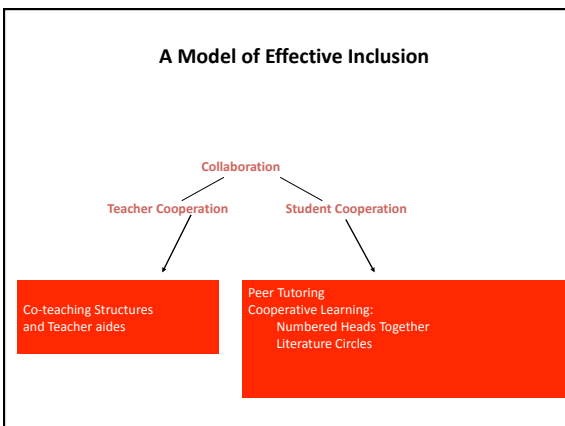 A Model of Effective Inclusion
Collaboration
Teacher Cooperation
Student Cooperation
Co-teaching Structures
and Teacher aides
Peer Tutoring
Cooperative Learning:
Numbered Heads Together
Literature Circles